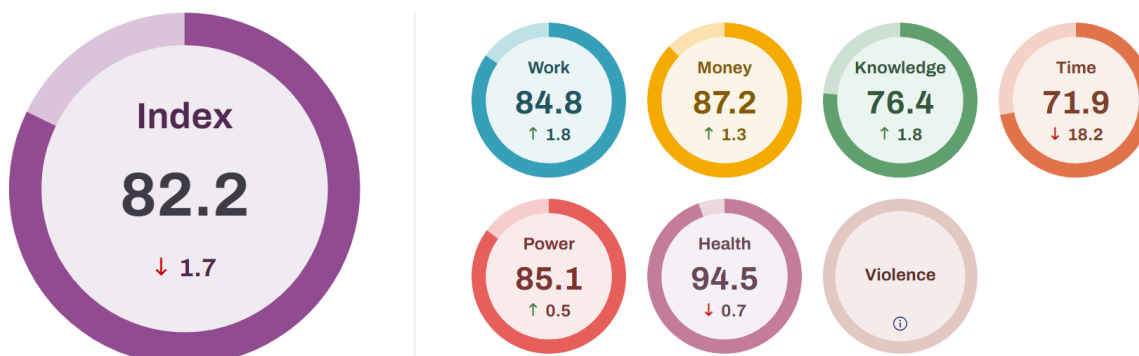 Index
82.2
↓ 1.7
Work
84.8
↑ 1.8
Money
87.2
↑ 1.3
Knowledge
76.4
↑ 1.8
Time
71.9
↓ 18.2
Power
85.1
↑ 0.5
Health
94.5
↓ 0.7
Violence